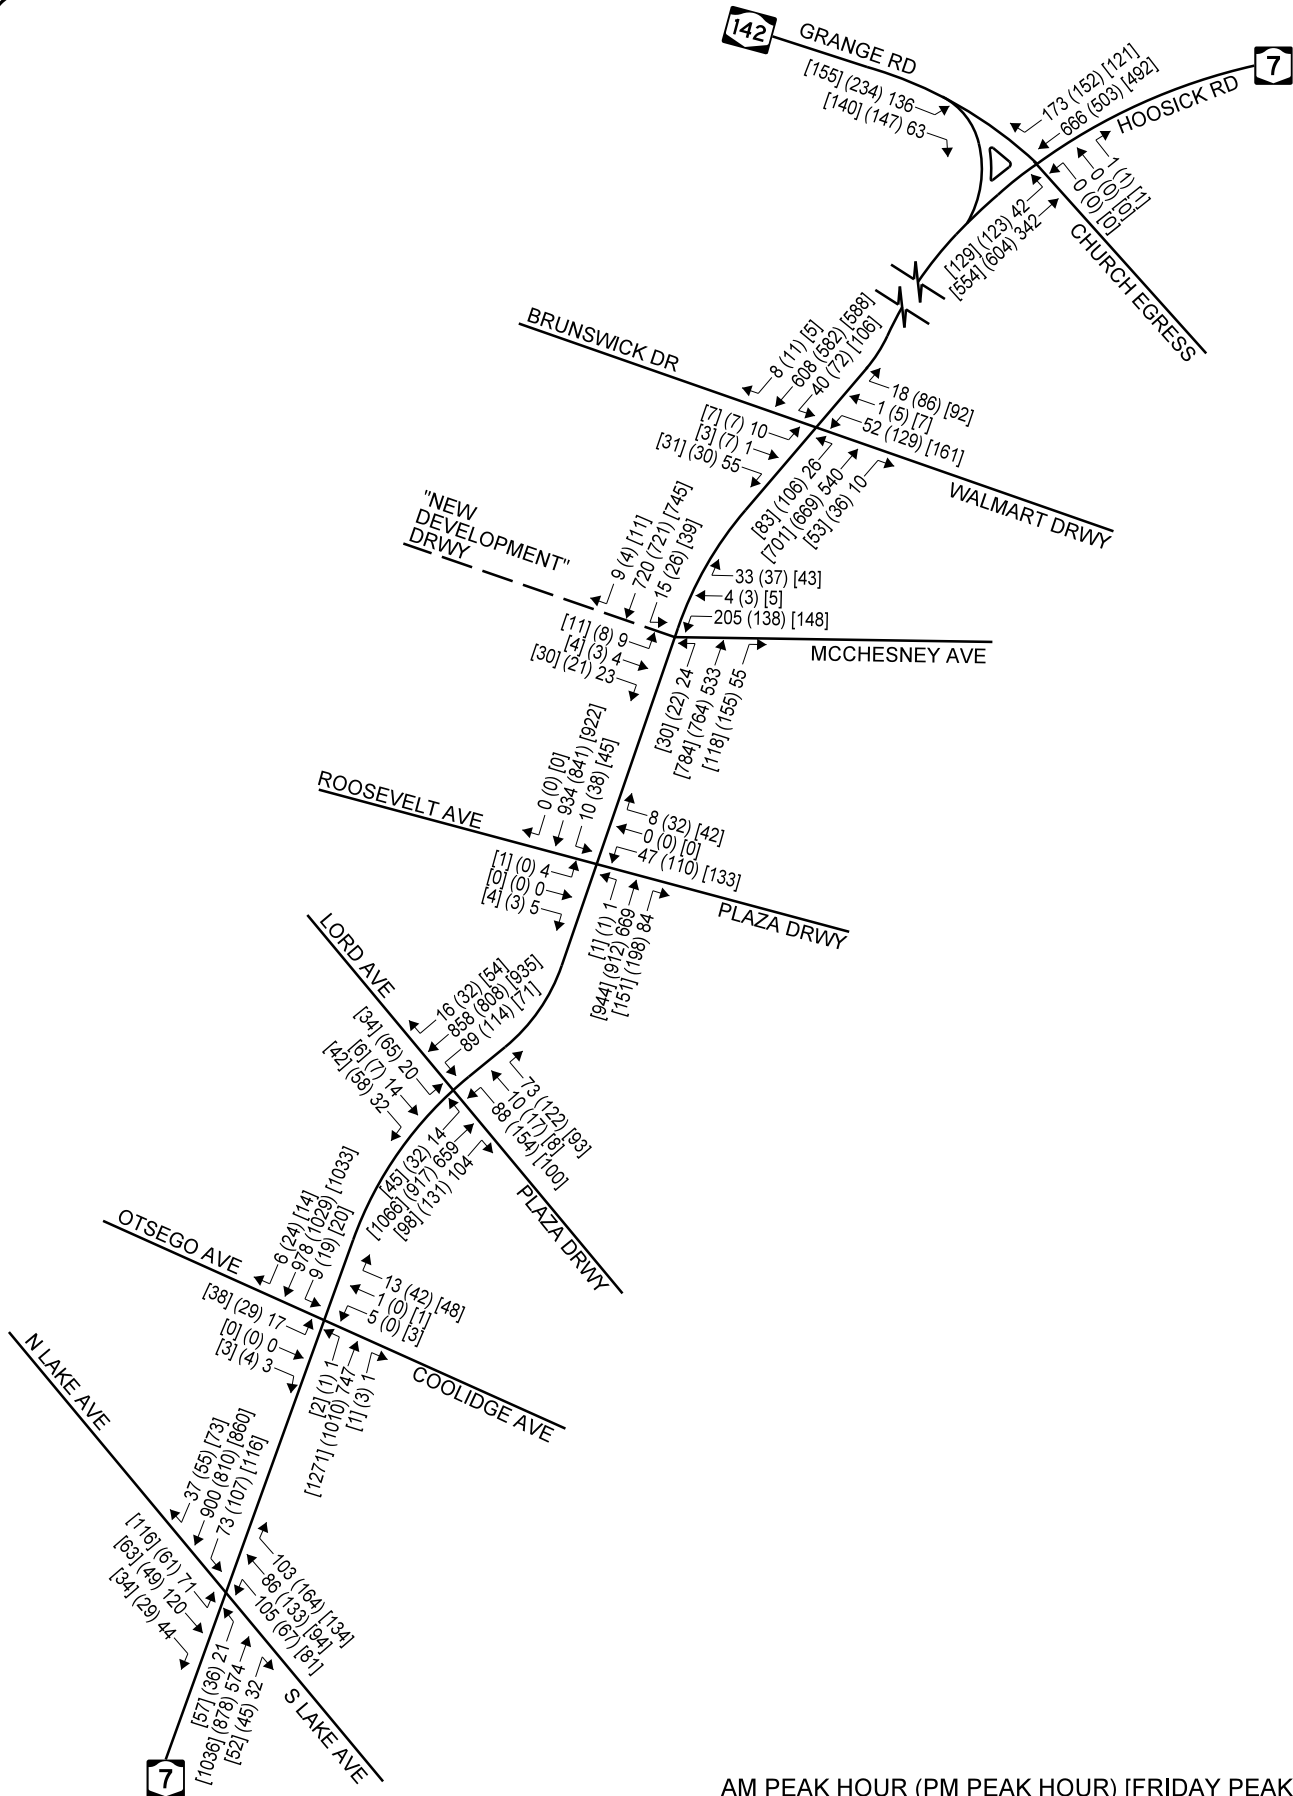 142
GRANGE RD
[155] (234) 136
[140] (147) 63
173 (152) [121]
666 (503) [492]
7
HOOSICK RD
1 (1) [1]
0 (0) [0]
0 (0) [0]
[129] (123) 42
[554] (604) 342
CHURCH EGRESS
BRUNSWICK DR
8 (11) [5]
608 (582) [588]
40 (72) [106]
18 (86) [92]
1 (5) [7]
52 (129) [161]
[7] (7) 10
[3] (7) 1
[31] (30) 55
[83] (106) 26
[701] (669) 540
[53] (36) 10
WALMART DRWY
"NEW
DEVELOPMENT"
DRWY
9 (4) [11]
720 (721) [745]
15 (26) [39]
33 (37) [43]
4 (3) [5]
205 (138) [148]
[11] (8) 9
[4] (3) 4
[30] (21) 23
[30] (22) 24
[784] (764) 533
[118] (155) 55
MCCHESNEY AVE
ROOSEVELT AVE
0 (0) [0]
934 (841) [922]
10 (38) [45]
8 (32) [42]
0 (0) [0]
47 (110) [133]
[1] (0) 4
[0] (0) 0
[4] (3) 5
[1] (1) 1
[944] (912) 669
[151] (198) 84
PLAZA DRWY
LORD AVE
16 (32) [54]
858 (808) [935]
89 (114) [71]
[34] (65) 20
[6] (7) 14
[42] (58) 32
73 (122) [93]
10 (17) [8]
88 (154) [100]
[45] (32) 14
[1066] (917) 659
[98] (131) 104
PLAZA DRWY
OTSEGO AVE
6 (24) [14]
978 (1029) [1033]
9 (19) [20]
13 (42) [48]
1 (0) [1]
5 (0) [3]
[38] (29) 17
[0] (0) 0
[3] (4) 3
[2] (1) 1
[1271] (1010) 747
[1] (3) 1
COOLIDGE AVE
N LAKE AVE
37 (55) [73]
900 (810) [860]
73 (107) [116]
[116] (61) 71
[63] (49) 120
[34] (29) 44
103 (164) [134]
86 (133) [94]
105 (67) [81]
[57] (36) 21
[1036] (878) 574
[52] (45) 32
S LAKE AVE
7
AM PEAK HOUR (PM PEAK HOUR) [FRIDAY PEAK